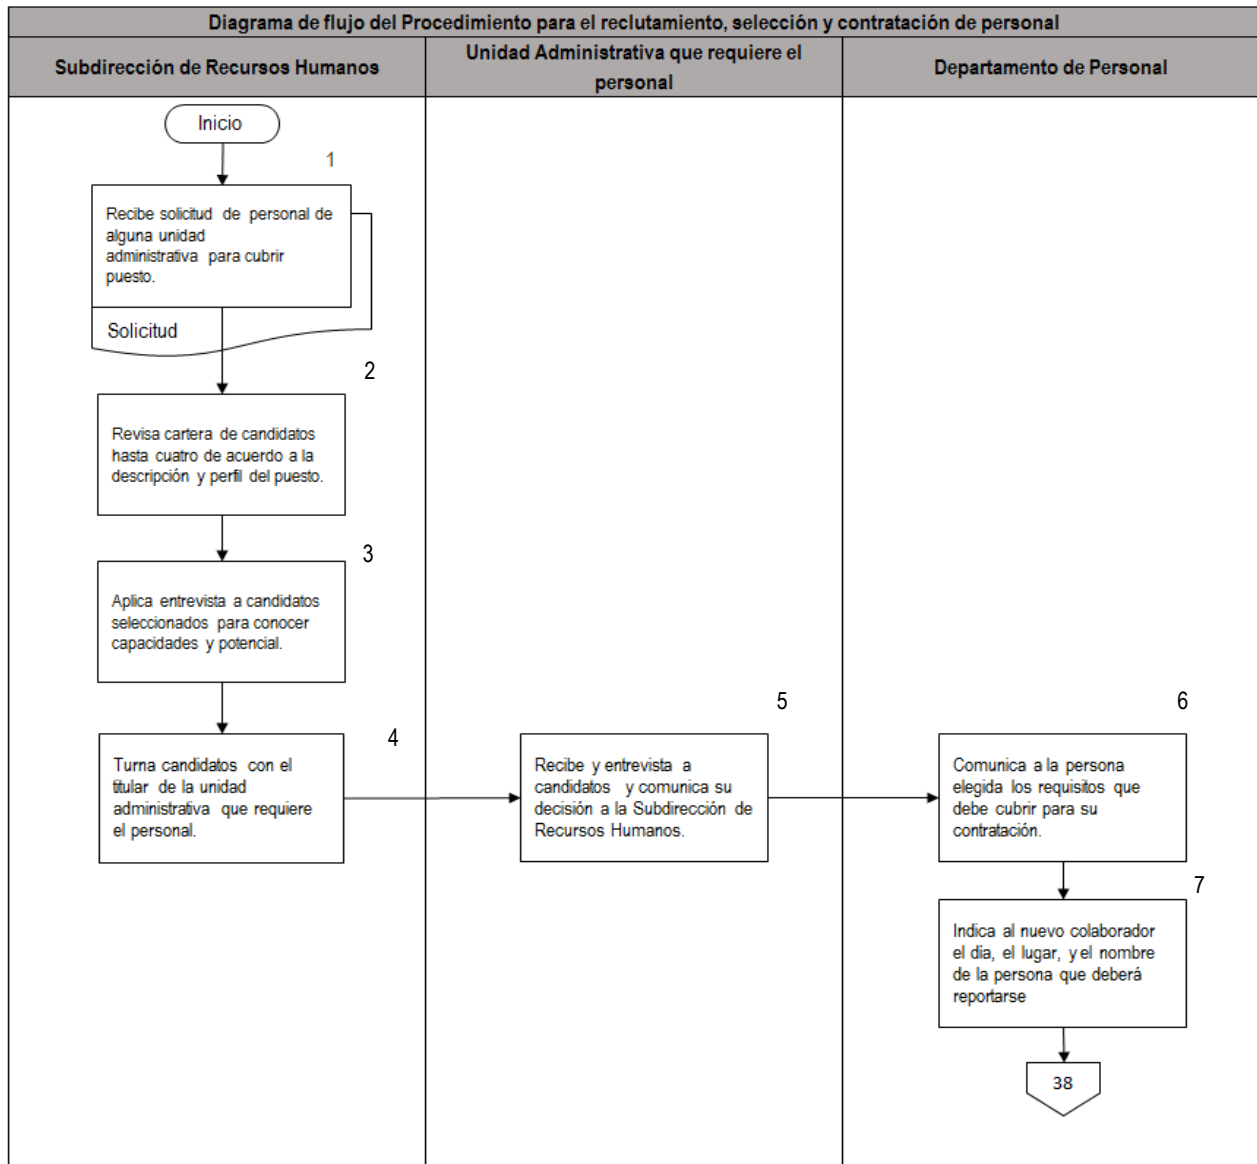 Diagrama de flujo del Procedimiento para el reclutamiento, selección y contratación de personal
Subdirección de Recursos Humanos
Unidad Administrativa que requiere el
personal
Departamento de Personal
Inicio
1
Recibe solicitud de personal de
alguna unidad
administrativa para cubrir
puesto.
Solicitud
2
Revisa cartera de candidatos
hasta cuatro de acuerdo a la
descripción y perfil del puesto.
3
Aplica entrevista a candidatos
seleccionados para conocer
capacidades y potencial.
4
Turna candidatos con el
titular de la unidad
administrativa que requiere
el personal.
5
Recibe y entrevista a
candidatos y comunica su
decisión a la Subdirección de
Recursos Humanos.
6
Comunica a la persona
elegida los requisitos que
debe cubrir para su
contratación.
7
Indica al nuevo colaborador
el día, el lugar, y el nombre
de la persona que deberá
reportarse
38